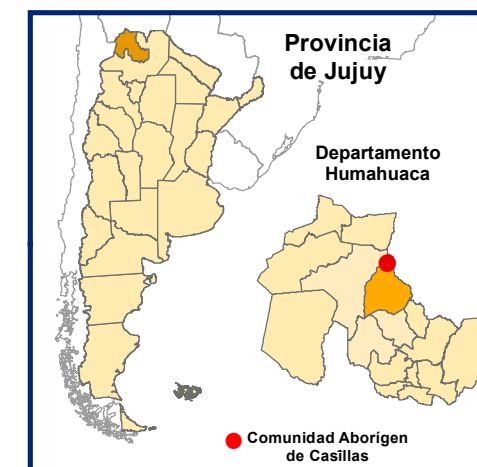 Provincia
de Jujuy
Departamento
Humahuaca
Comunidad Aborígen
de Casillas